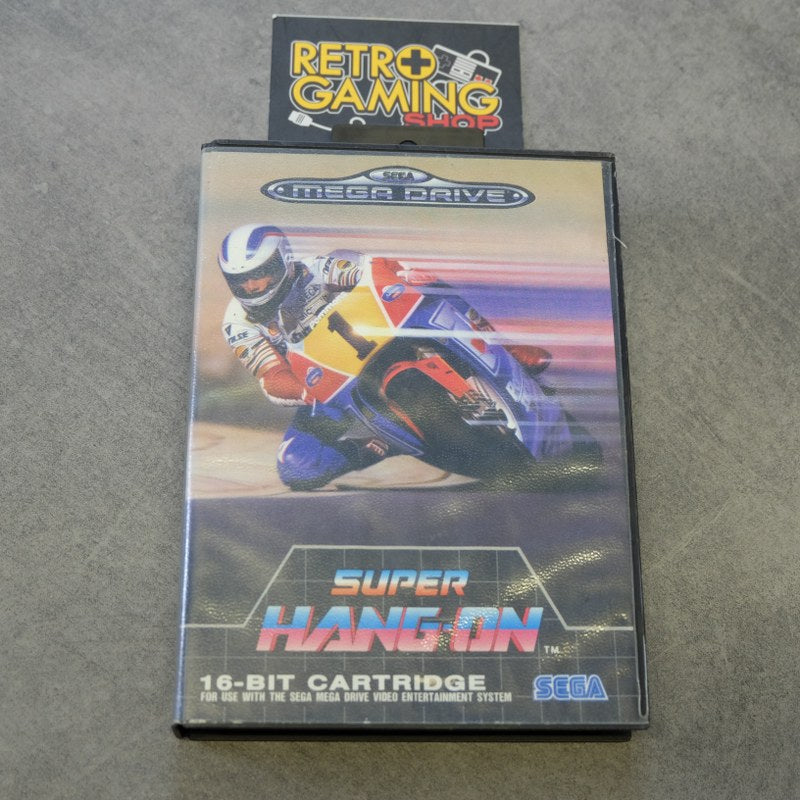 RETRO
GAMING
SHOP
SEGA
MEGA DRIVE
1
SUPER
HANG-ON
TM
16-BIT CARTRIDGE
FOR USE WITH THE SEGA MEGA DRIVE VIDEO ENTERTAINMENT SYSTEM
SEGA